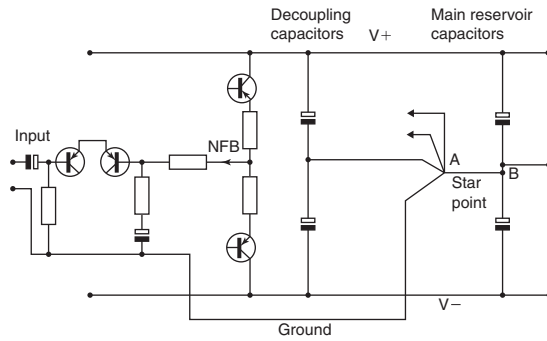 Decoupling
capacitors
V+
Main reservoir
capacitors
Input
NFB
A
B
Star
point
V−
Ground